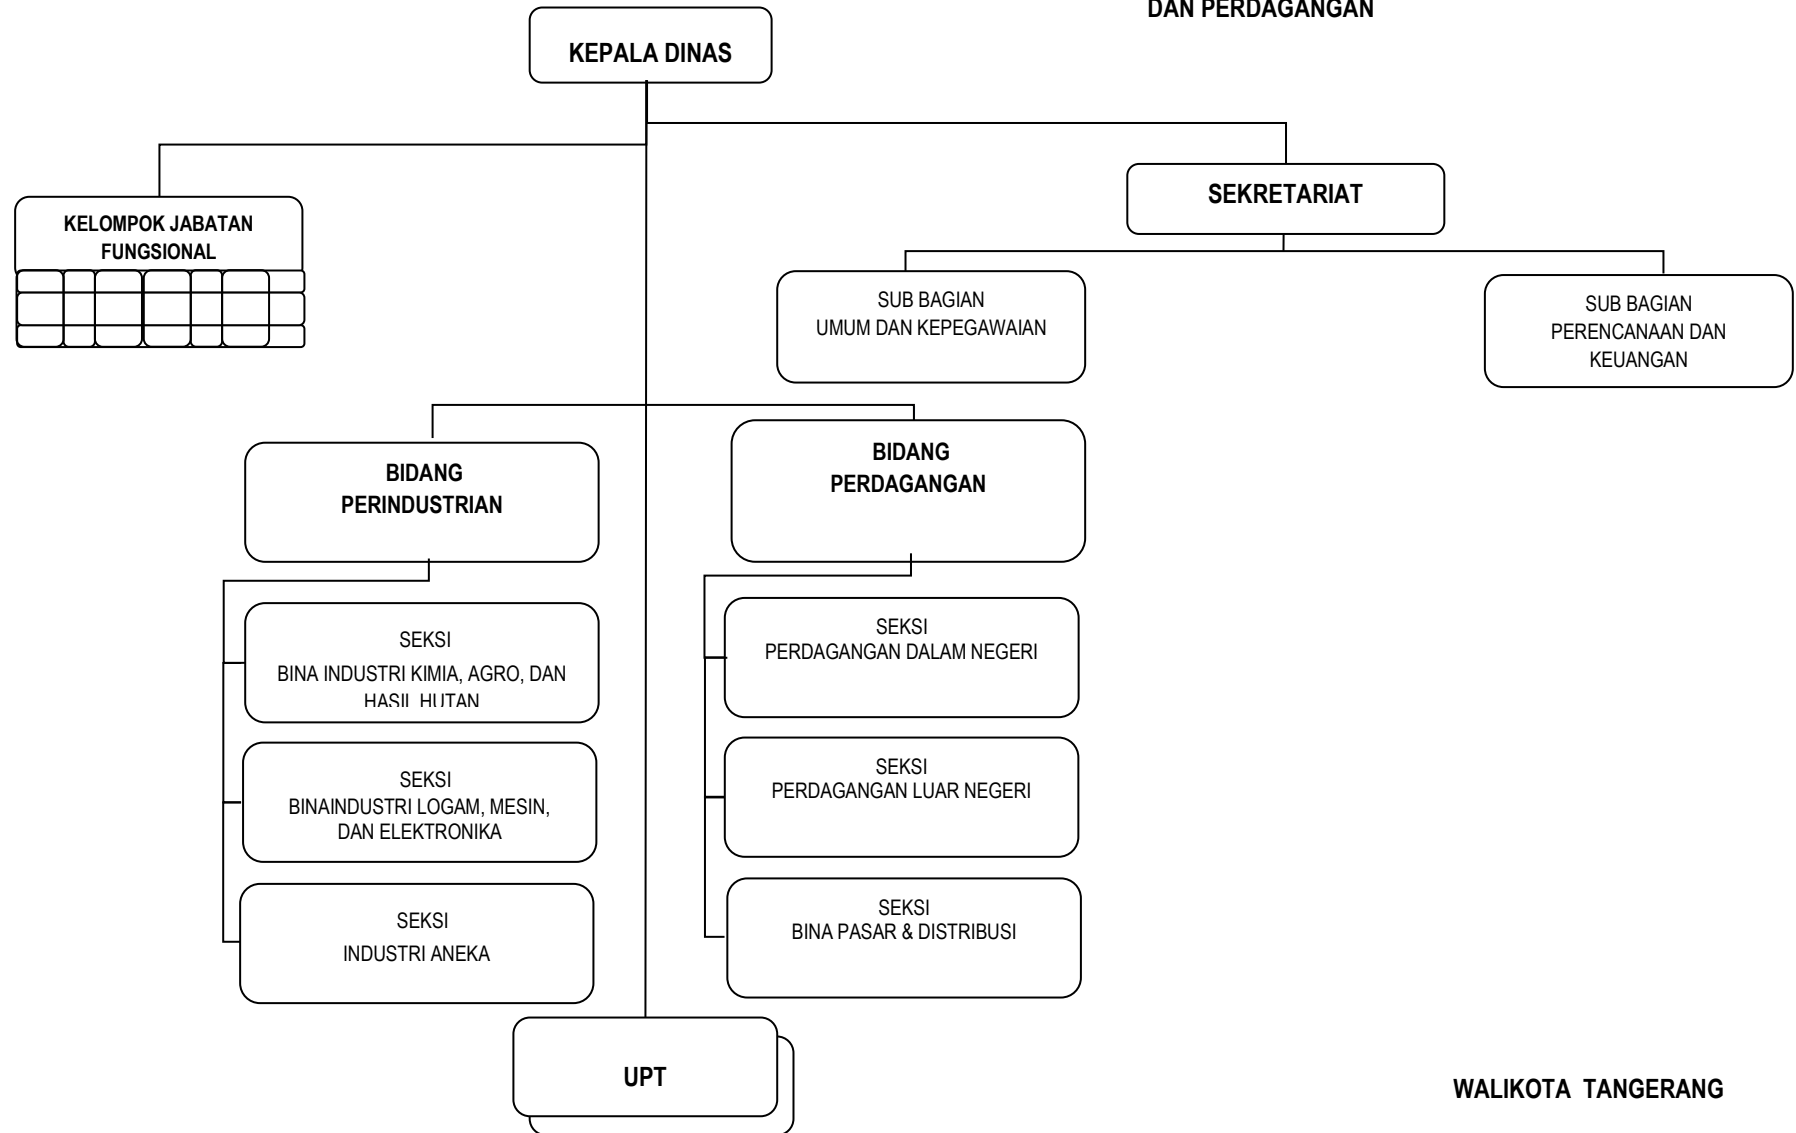 DAN PERDAGANGAN
KEPALA DINAS
SEKRETARIAT
KELOMPOK JABATAN
FUNGSIONAL
SUB BAGIAN
UMUM DAN KEPEGAWAIAN
SUB BAGIAN
PERENCANAAN DAN
KEUANGAN
BIDANG
PERINDUSTRIAN
BIDANG
PERDAGANGAN
SEKSI
BINA INDUSTRI KIMIA, AGRO, DAN
HASIL HUTAN
SEKSI
BINAINDUSTRI LOGAM, MESIN,
DAN ELEKTRONIKA
SEKSI
INDUSTRI ANEKA
SEKSI
PERDAGANGAN DALAM NEGERI
SEKSI
PERDAGANGAN LUAR NEGERI
SEKSI
BINA PASAR & DISTRIBUSI
UPT
WALIKOTA TANGERANG